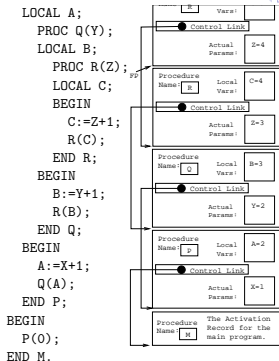 LOCAL A;
PROC Q(Y);
LOCAL B;
PROC R(Z);
LOCAL C;
BEGIN
C:=Z+1;
R(C);
END R;
BEGIN
B:=Y+1;
R(B);
END Q;
BEGIN
A:=X+1;
Q(A);
END P;
BEGIN
P(0);
END M.
R
Vars:
Control Link
Actual
Params:
Z=4
FP
Procedure
Name:
R
Local
Vars:
C=4
Control Link
Actual
Params:
Z=3
Procedure
Name:
Q
Local
Vars:
B=3
Control Link
Actual
Params:
Y=2
Procedure
Name:
P
Local
Vars:
A=2
Control Link
Actual
Params:
X=1
Procedure
Name:
M
The Activation
Record for the
main program.